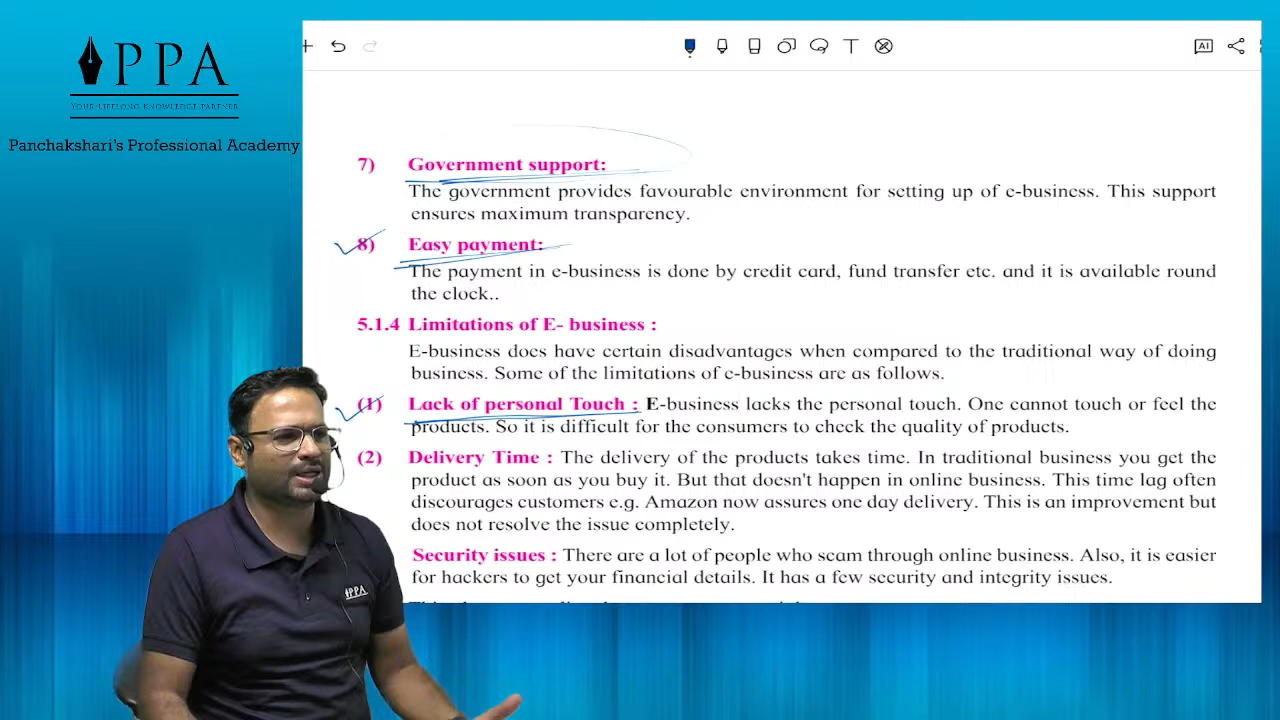 PPA
YOUR LIFELONG KNOWLEDGE PARTNER
Panchakshari's Professional Academy
T
AI
7) Government support:
The government provides favourable environment for setting up of e-business. This support
ensures maximum transparency.
8) Easy payment:
The payment in e-business is done by credit card, fund transfer etc. and it is available round
the clock..
5.1.4 Limitations of E- business :
E-business does have certain disadvantages when compared to the traditional way of doing
business. Some of the limitations of e-business are as follows.
(1) Lack of personal Touch : E-business lacks the personal touch. One cannot touch or feel the
products. So it is difficult for the consumers to check the quality of products.
(2) Delivery Time : The delivery of the products takes time. In traditional business you get the
product as soon as you buy it. But that doesn't happen in online business. This time lag often
discourages customers e.g. Amazon now assures one day delivery. This is an improvement but
does not resolve the issue completely.
Security issues : There are a lot of people who scam through online business. Also, it is easier
for hackers to get your financial details. It has a few security and integrity issues.
PPA